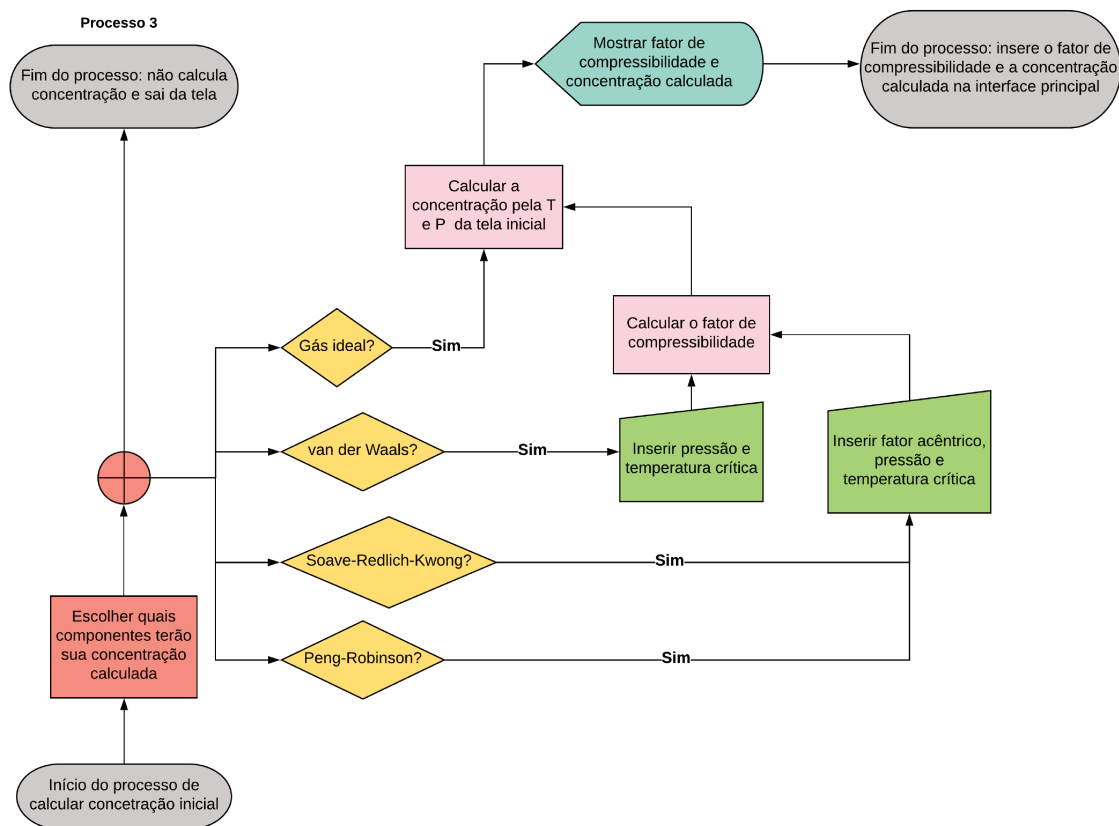 Processo 3
Fim do processo: não calcula
concentração e sai da tela
Mostrar fator de
compressibilidade e
concentração calculada
Fim do processo: insere o fator de
compressibilidade e a concentração
calculada na interface principal
Calcular a
concentração pela T
e P  da tela inicial
Calcular o fator de
compressibilidade
Gás ideal?
Sim
van der Waals?
Sim
Inserir pressão e
temperatura crítica
Inserir fator acêntrico,
pressão e
temperatura crítica
Soave-Redlich-Kwong?
Sim
Escolher quais
componentes terão
sua concentração
calculada
Peng-Robinson?
Sim
Início do processo de
calcular concetração inicial